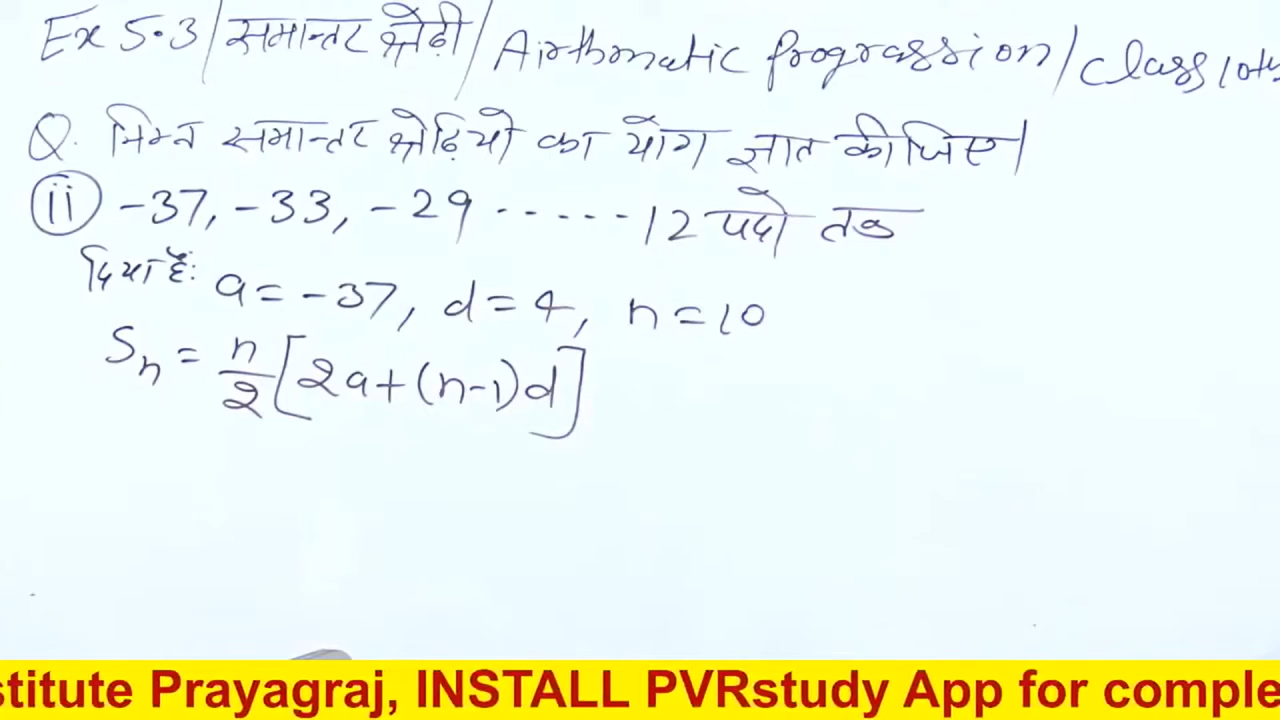 Ex 5.3/समान्तर श्रेढ़ी/Airthmatic progression/class 10th
Q. निम्न समान्तर श्रेढ़ियो का योग ज्ञात कीजिए।
(ii) -37, -33, -29 ------ 12 पदो तक
दिया है: a = -37, d = 4, n = 10
Sn = n/2 [2a+(n-1)d]
stitute Prayagraj, INSTALL PVRstudy App for comple